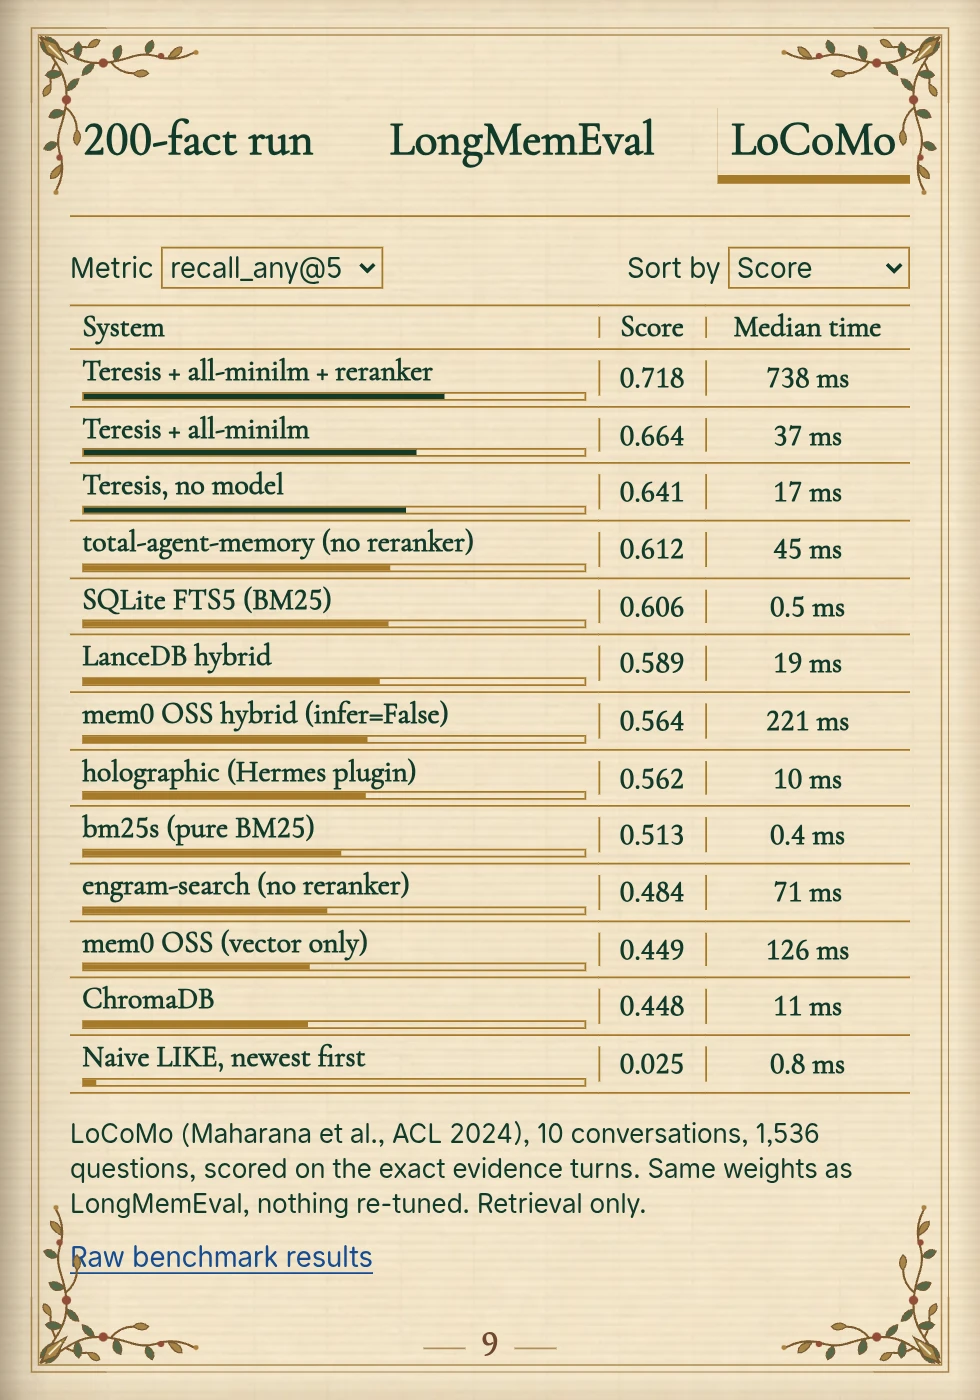 200-fact run LongMemEval LoCoMo
Metric recall_any@5 Sort by Score
System Score Median time
Teresis + all-minilm + reranker 0.718 738 ms
Teresis + all-minilm 0.664 37 ms
Teresis, no model 0.641 17 ms
total-agent-memory (no reranker) 0.612 45 ms
SQLite FTS5 (BM25) 0.606 0.5 ms
LanceDB hybrid 0.589 19 ms
mem0 OSS hybrid (infer=False) 0.564 221 ms
holographic (Hermes plugin) 0.562 10 ms
bm25s (pure BM25) 0.513 0.4 ms
engram-search (no reranker) 0.484 71 ms
mem0 OSS (vector only) 0.449 126 ms
ChromaDB 0.448 11 ms
Naive LIKE, newest first 0.025 0.8 ms
LoCoMo (Maharana et al., ACL 2024), 10 conversations, 1,536
questions, scored on the exact evidence turns. Same weights as
LongMemEval, nothing re-tuned. Retrieval only.
Raw benchmark results
9